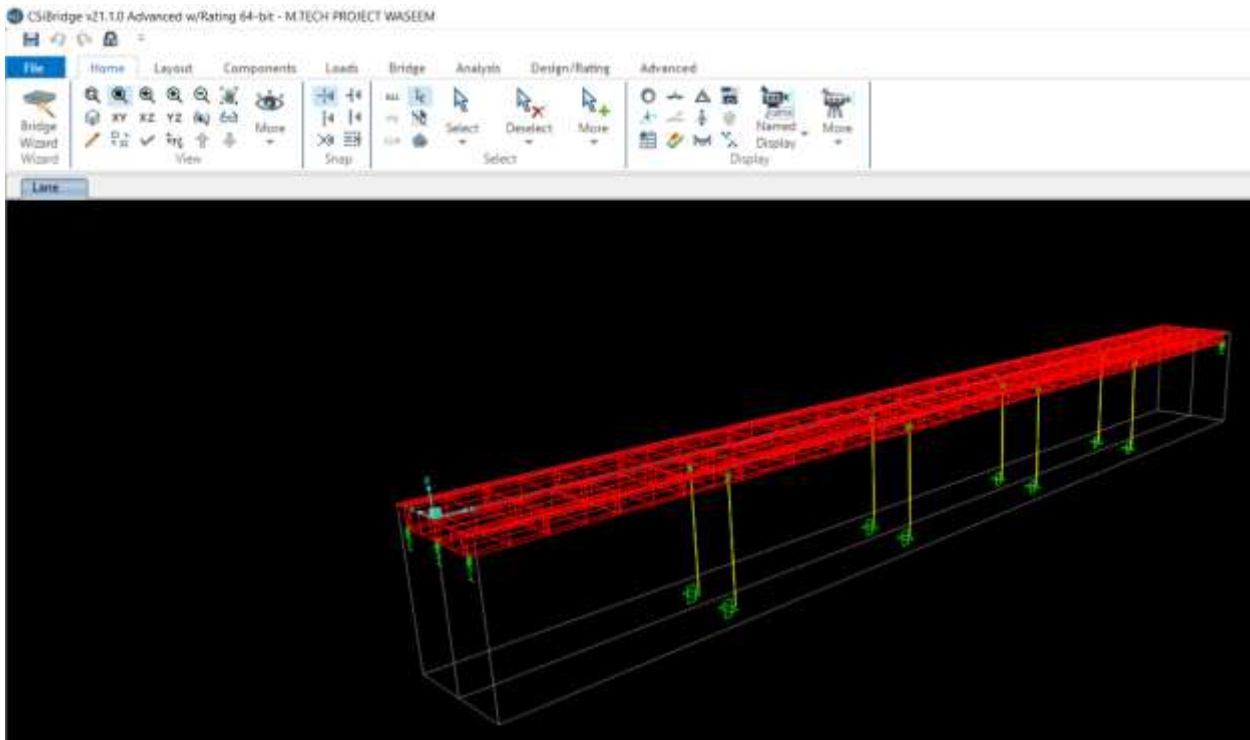 CSiBridge v21.1.0 Advanced w/Rating 64-bit - M.TECH PROJECT WASEEM
File Home Layout Components Loads Bridge Analysis Design/Rating Advanced
Bridge Wizard
XY XZ YZ
More
Select Deselect More
Named Display
More
Wizard View Snap Select Display
Lane